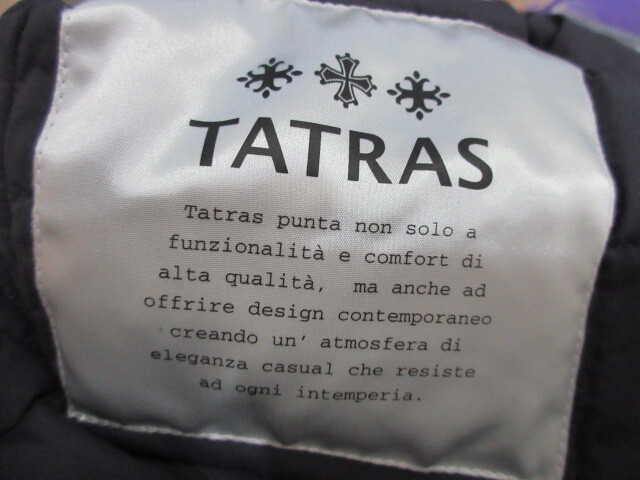 TATRAS
Tatras punta non solo a
funzionalità e comfort di
alta qualità, ma anche ad
offrire design contemporaneo
creando un' atmosfera di
eleganza casual che resiste
ad ogni intemperia.